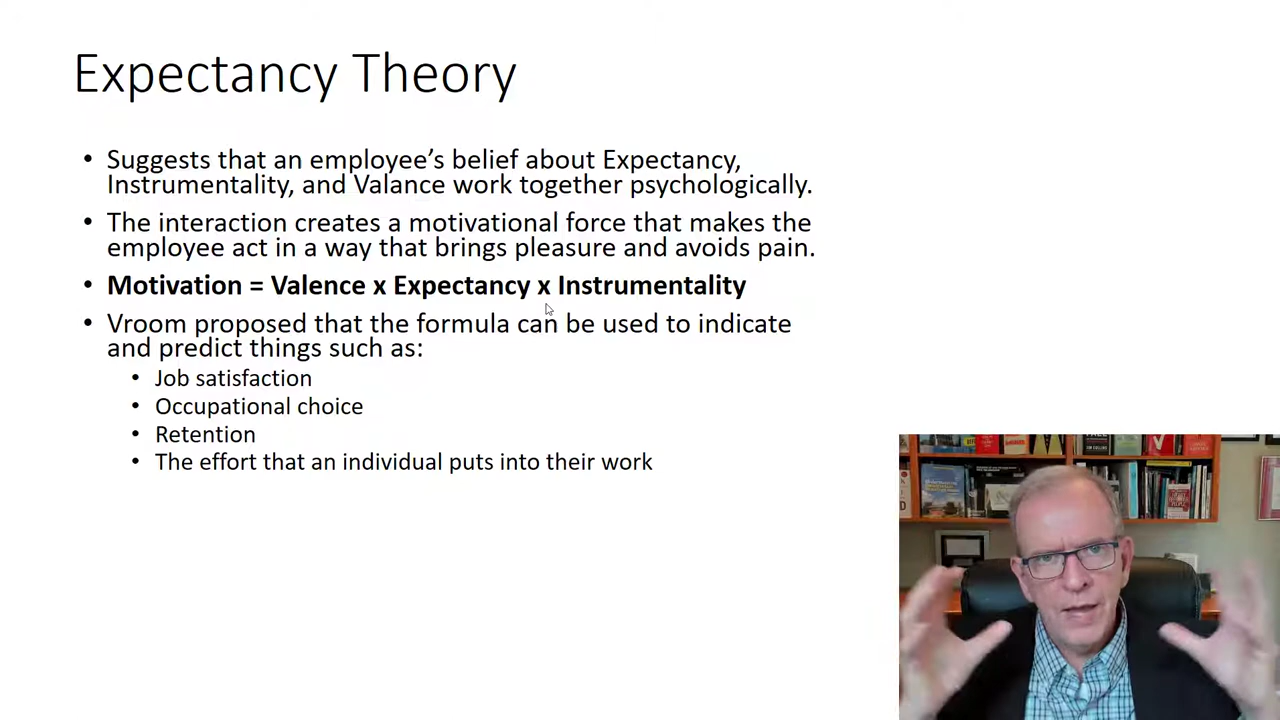 Expectancy Theory
• Suggests that an employee’s belief about Expectancy,
Instrumentality, and Valance work together psychologically.
• The interaction creates a motivational force that makes the
employee act in a way that brings pleasure and avoids pain.
• Motivation = Valence x Expectancy x Instrumentality
• Vroom proposed that the formula can be used to indicate
and predict things such as:
• Job satisfaction
• Occupational choice
• Retention
• The effort that an individual puts into their work